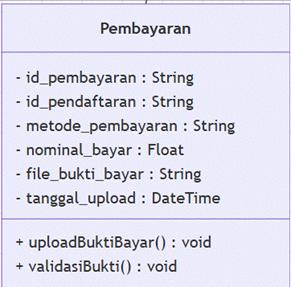 Pembayaran
- id_pembayaran : String
- id_pendaftaran : String
- metode_pembayaran : String
- nominal_bayar : Float
- file_bukti_bayar : String
- tanggal_upload : DateTime
+ uploadBuktiBayar() : void
+ validasiBukti() : void